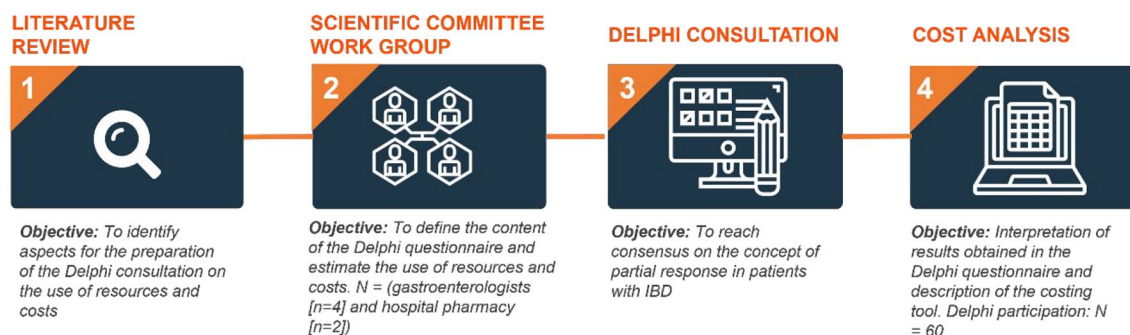 LITERATURE
REVIEW
1
Objective: To identify
aspects for the preparation
of the Delphi consultation on
the use of resources and
costs
SCIENTIFIC COMMITTEE
WORK GROUP
2
Objective: To define the content
of the Delphi questionnaire and
estimate the use of resources and
costs. N = (gastroenterologists
[n=4] and hospital pharmacy
[n=2])
DELPHI CONSULTATION
3
Objective: To reach
consensus on the concept of
partial response in patients
with IBD
COST ANALYSIS
4
Objective: Interpretation of
results obtained in the
Delphi questionnaire and
description of the costing
tool. Delphi participation: N
= 60